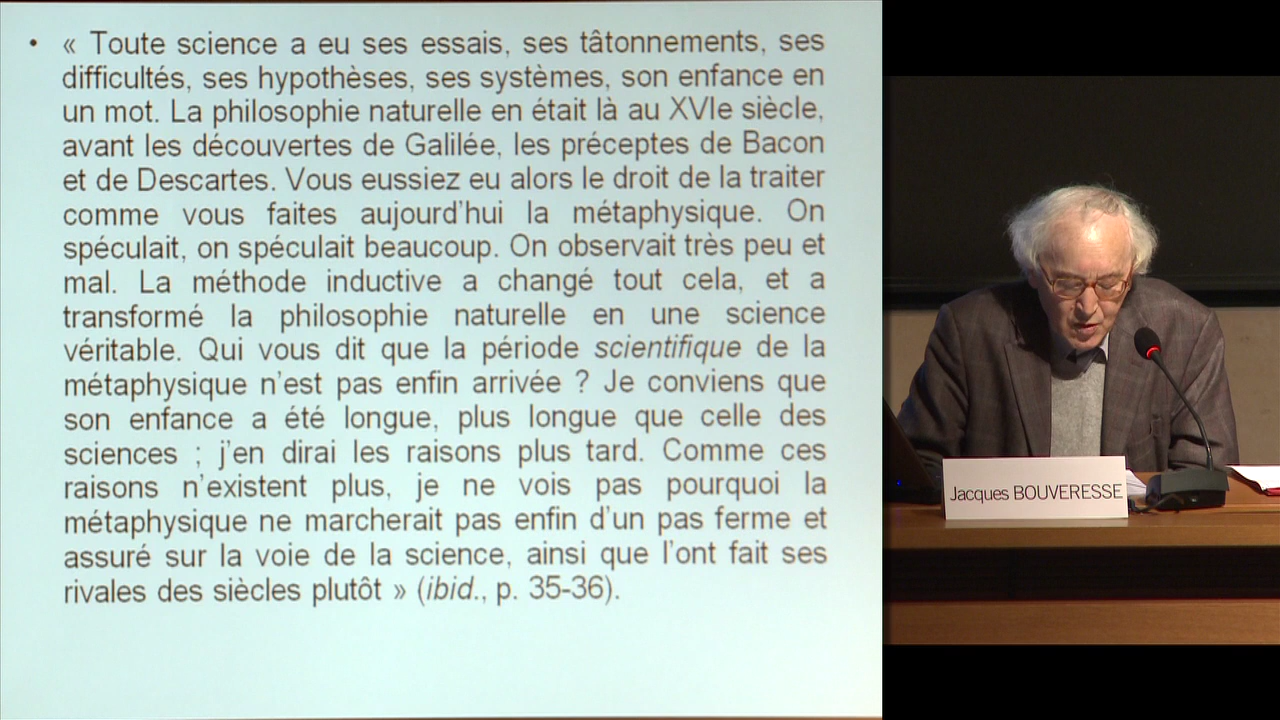 • « Toute science a eu ses essais, ses tâtonnements, ses
difficultés, ses hypothèses, ses systèmes, son enfance en
un mot. La philosophie naturelle en était là au XVIe siècle,
avant les découvertes de Galilée, les préceptes de Bacon
et de Descartes. Vous eussiez eu alors le droit de la traiter
comme vous faites aujourd'hui la métaphysique. On
spéculait, on spéculait beaucoup. On observait très peu et
mal. La méthode inductive a changé tout cela, et a
transformé la philosophie naturelle en une science
véritable. Qui vous dit que la période scientifique de la
métaphysique n'est pas enfin arrivée ? Je conviens que
son enfance a été longue, plus longue que celle des
sciences ; j'en dirai les raisons plus tard. Comme ces
raisons n'existent plus, je ne vois pas pourquoi la
métaphysique ne marcherait pas enfin d'un pas ferme et
assuré sur la voie de la science, ainsi que l'ont fait ses
rivales des siècles plutôt » (ibid., p. 35-36).
Jacques BOUVERESSE